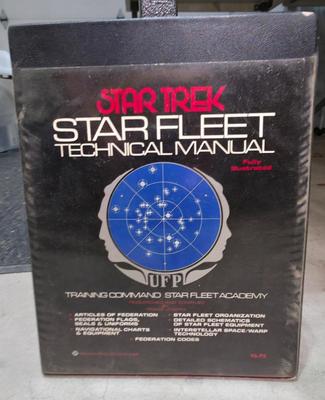 STAR TREK
STAR FLEET
TECHNICAL MANUAL
Fully
Illustrated
UFP
TRAINING COMMAND STAR FLEET ACADEMY
ARTICLES OF FEDERATION
FEDERATION FLAGS,
SEALS & UNIFORMS
NAVIGATIONAL CHARTS
& EQUIPMENT
STAR FLEET ORGANIZATION
DETAILED SCHEMATICS
OF STAR FLEET EQUIPMENT
INTERSTELLAR SPACE/WARP
TECHNOLOGY
FEDERATION CODES